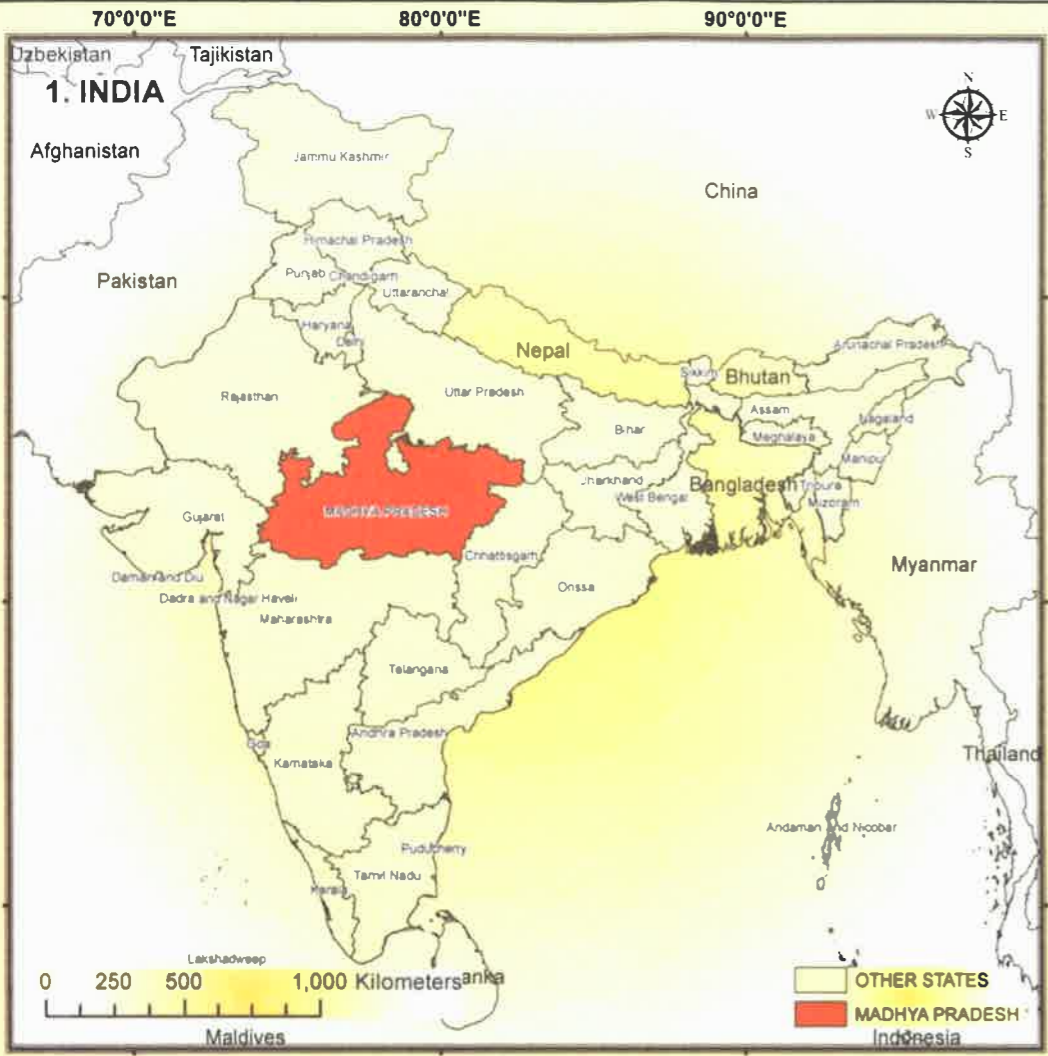 70°0'0"E 80°0'0"E 90°0'0"E
Uzbekistan Tajikistan
1. INDIA
N
W E
S
Afghanistan
Jammu Kashmir
China
Himachal Pradesh
Pakistan
Punjab Chandigarh
Uttaranchal
Haryana
Delhi
Nepal
Arunachal Pradesh
Sikkim Bhutan
Rajasthan
Uttar Pradesh
Assam
Nagaland
Bihar
Meghalaya
Manipur
Jharkhand
Bangladesh Tripura
West Bengal
Mizoram
Gujarat
MADHYA PRADESH
Chhattisgarh
Myanmar
Daman and Diu
Orissa
Dadra and Nagar Haveli
Maharashtra
Telangana
Andhra Pradesh
Goa
Karnataka
Thailand
Andaman and Nicobar
Puducherry
Tamil Nadu
Kerala
Lakshadweep
0 250 500 1,000 Kilometers
anka
OTHER STATES
MADHYA PRADESH
Maldives
Indonesia